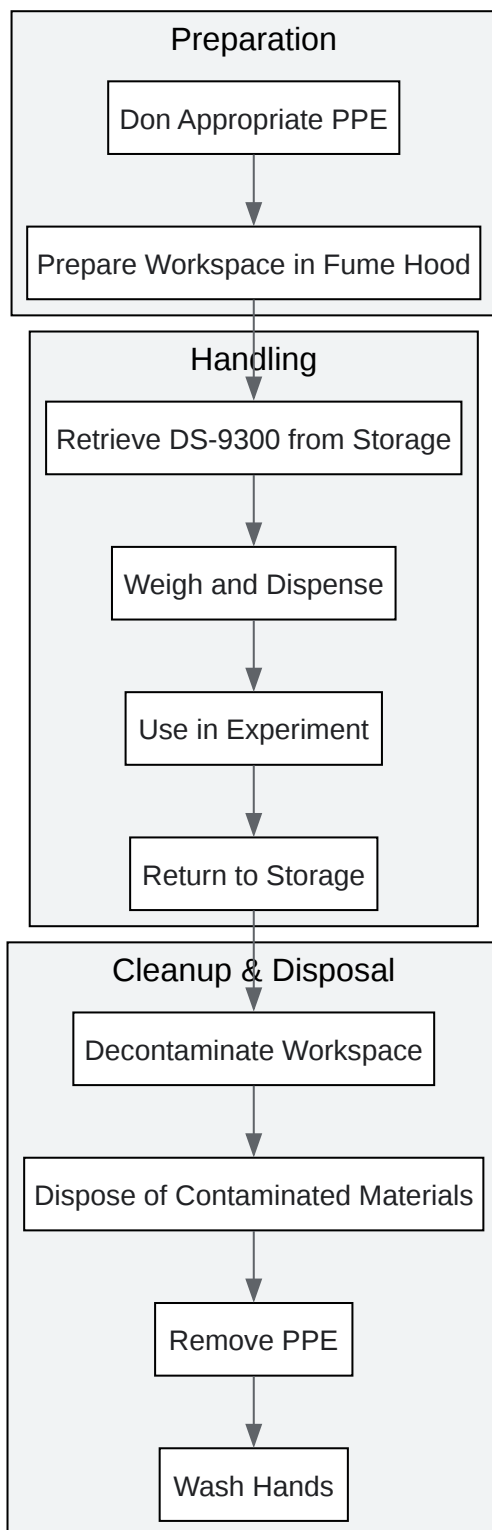 Preparation
Don Appropriate PPE
Prepare Workspace in Fume Hood
Handling
Retrieve DS-9300 from Storage
Weigh and Dispense
Use in Experiment
Return to Storage
Cleanup & Disposal
Decontaminate Workspace
Dispose of Contaminated Materials
Remove PPE
Wash Hands